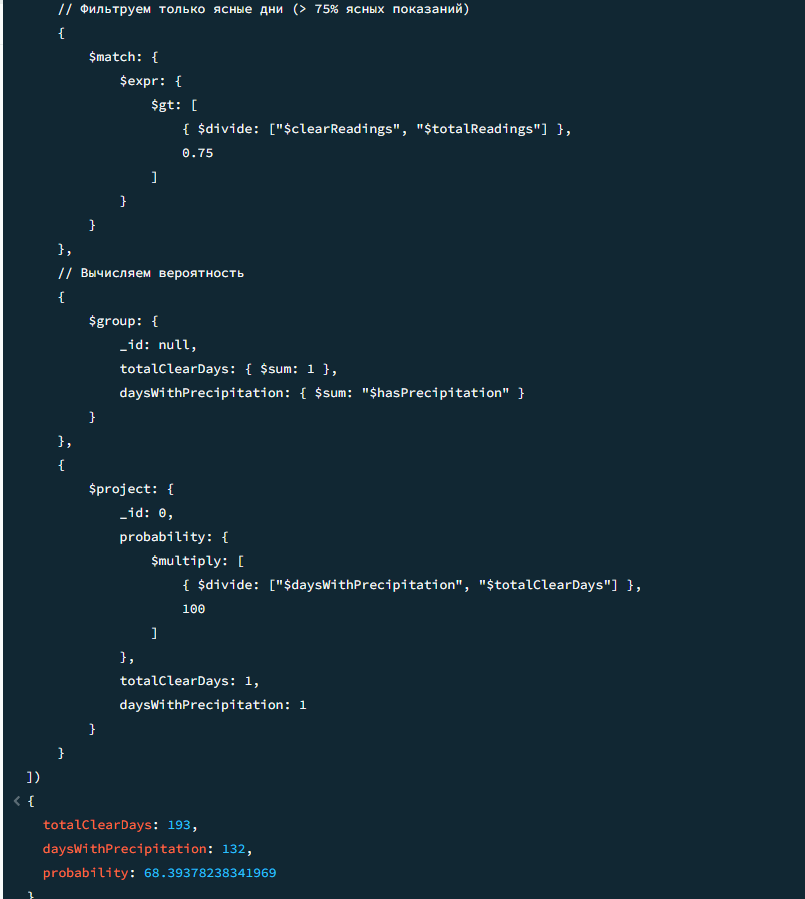 // Фильтруем только ясные дни (> 75% ясных показаний)
{
$match: {
$expr: {
$gt: [
{ $divide: ["$clearReadings", "$totalReadings"] },
0.75
]
}
}
},
// Вычисляем вероятность
{
$group: {
_id: null,
totalClearDays: { $sum: 1 },
daysWithPrecipitation: { $sum: "$hasPrecipitation" }
}
},
{
$project: {
_id: 0,
probability: {
$multiply: [
{ $divide: ["$daysWithPrecipitation", "$totalClearDays"] },
100
]
},
totalClearDays: 1,
daysWithPrecipitation: 1
}
}
])
< {
totalClearDays: 193,
daysWithPrecipitation: 132,
probability: 68.39378238341969
}